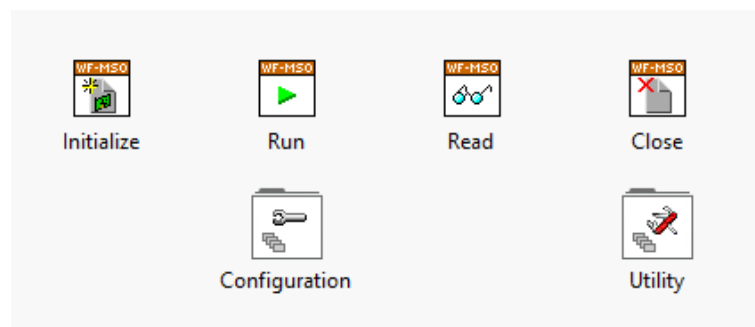 WF-MSO WF-MSO WF-MSO WF-MSO
Initialize Run Read Close
Configuration Utility